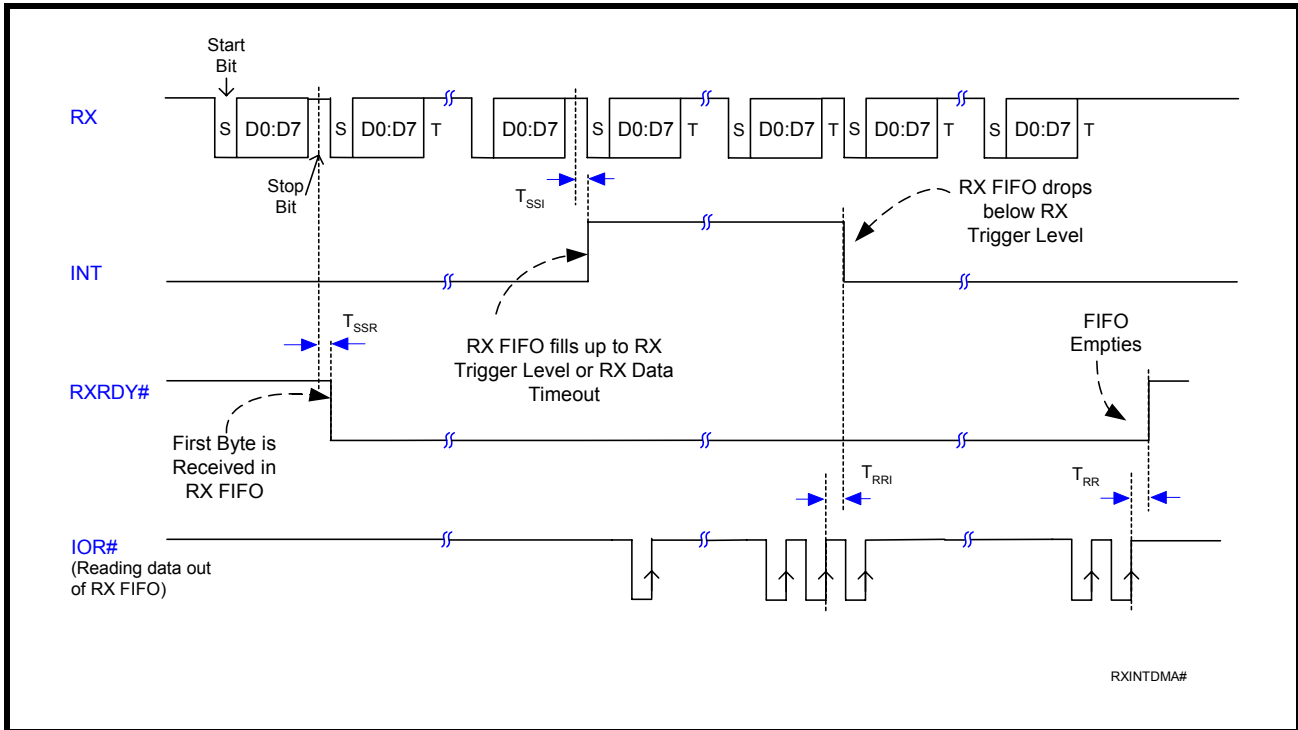 Start
Bit
RX
S D0:D7 S D0:D7 T D0:D7 S D0:D7 T S D0:D7 T S D0:D7 T S D0:D7 T
Stop
Bit
TSSI
RX FIFO drops
below RX
Trigger Level
INT
TSSR
RX FIFO fills up to RX
Trigger Level or RX Data
Timeout
FIFO
Empties
RXRDY#
First Byte is
Received in
RX FIFO
TRRI
TRR
IOR#
(Reading data out
of RX FIFO)
RXINTDMA#